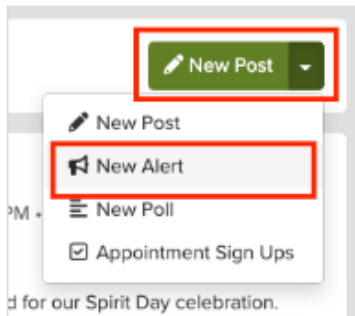 New Post
New Post
New Alert
PM •
New Poll
Appointment Sign Ups
d for our Spirit Day celebration.